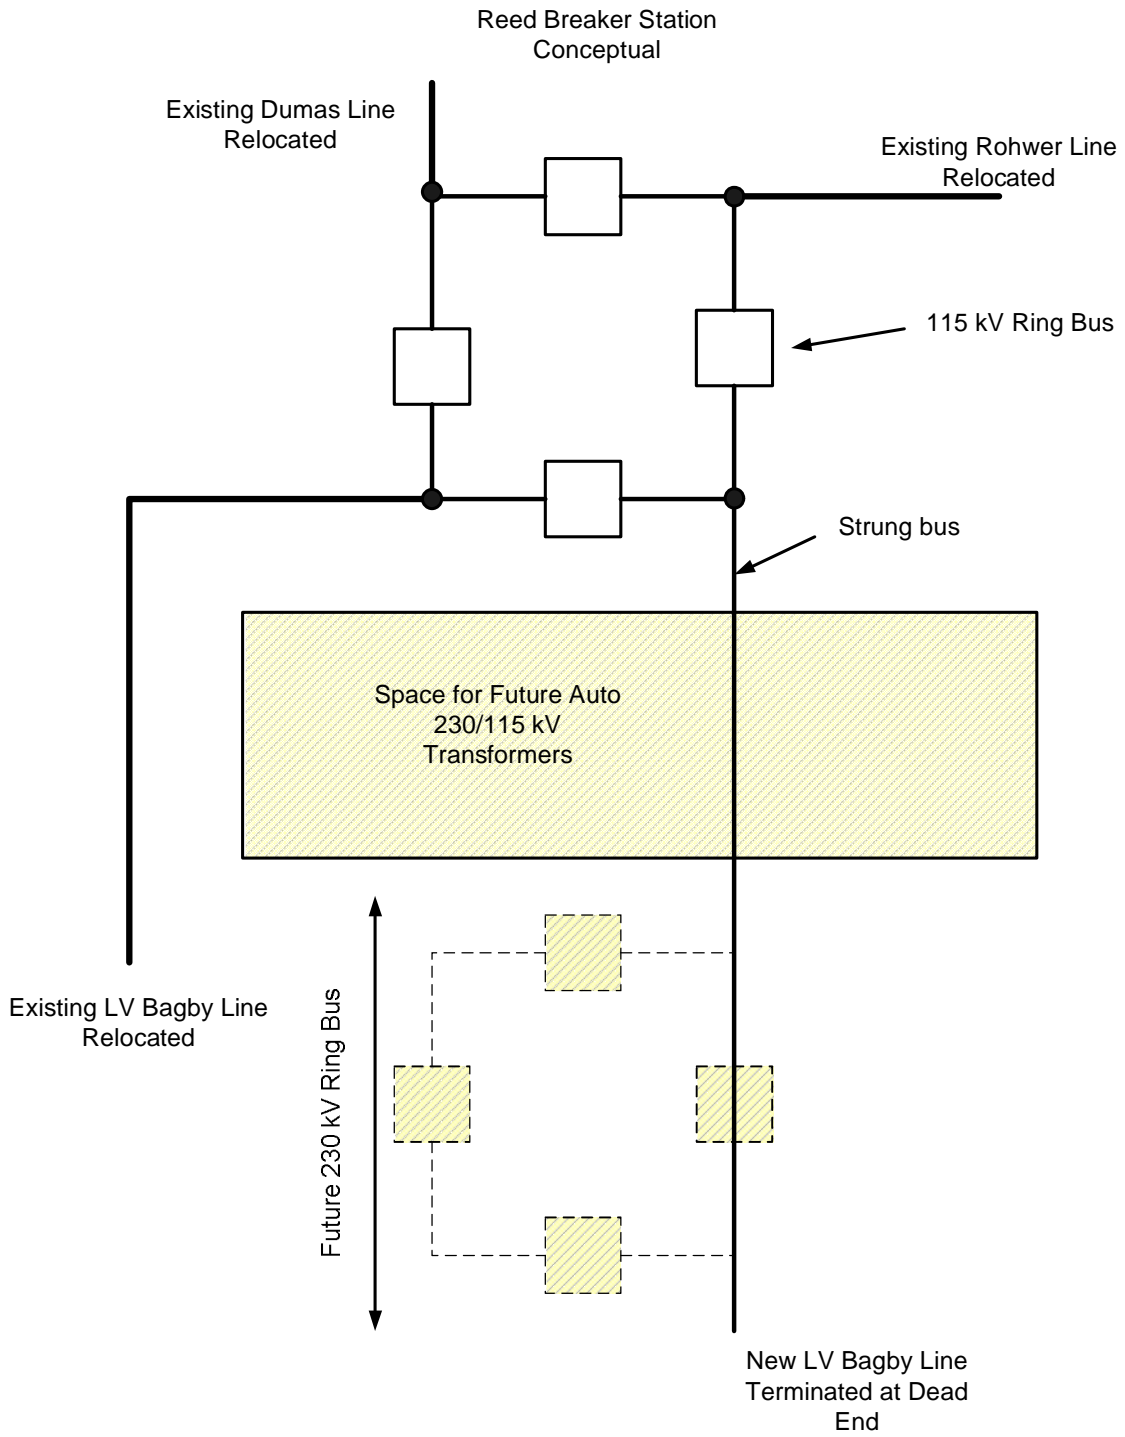 Reed Breaker Station
Conceptual
Existing Dumas Line
Relocated
Existing Rohwer Line
Relocated
115 kV Ring Bus
Strung bus
Space for Future Auto
230/115 kV
Transformers
Existing LV Bagby Line
Relocated
Future 230 kV Ring Bus
New LV Bagby Line
Terminated at Dead
End